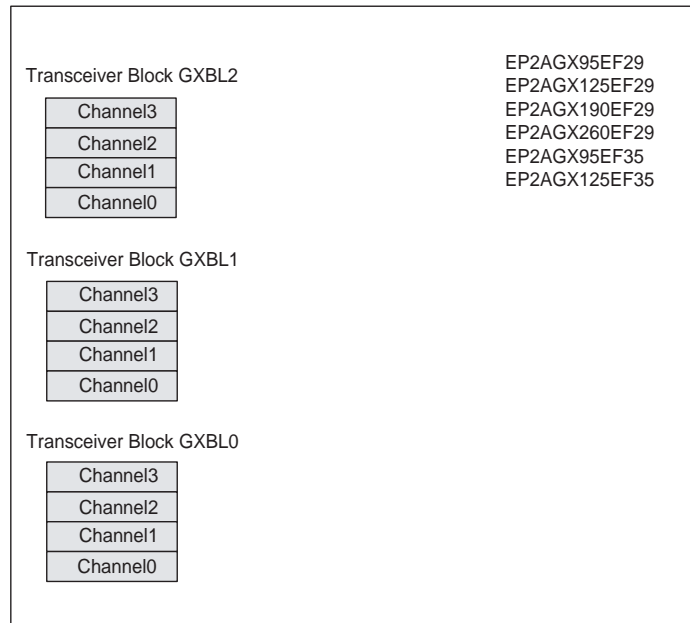 Transceiver Block GXBL2
Channel3
Channel2
Channel1
Channel0
Transceiver Block GXBL1
Channel3
Channel2
Channel1
Channel0
Transceiver Block GXBL0
Channel3
Channel2
Channel1
Channel0
EP2AGX95EF29
EP2AGX125EF29
EP2AGX190EF29
EP2AGX260EF29
EP2AGX95EF35
EP2AGX125EF35